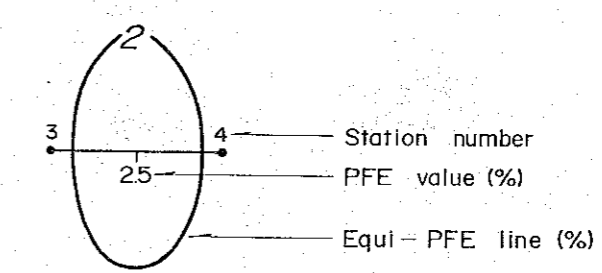 2
3
4
Station number
2.5
PFE value (%)
Equi - PFE line (%)